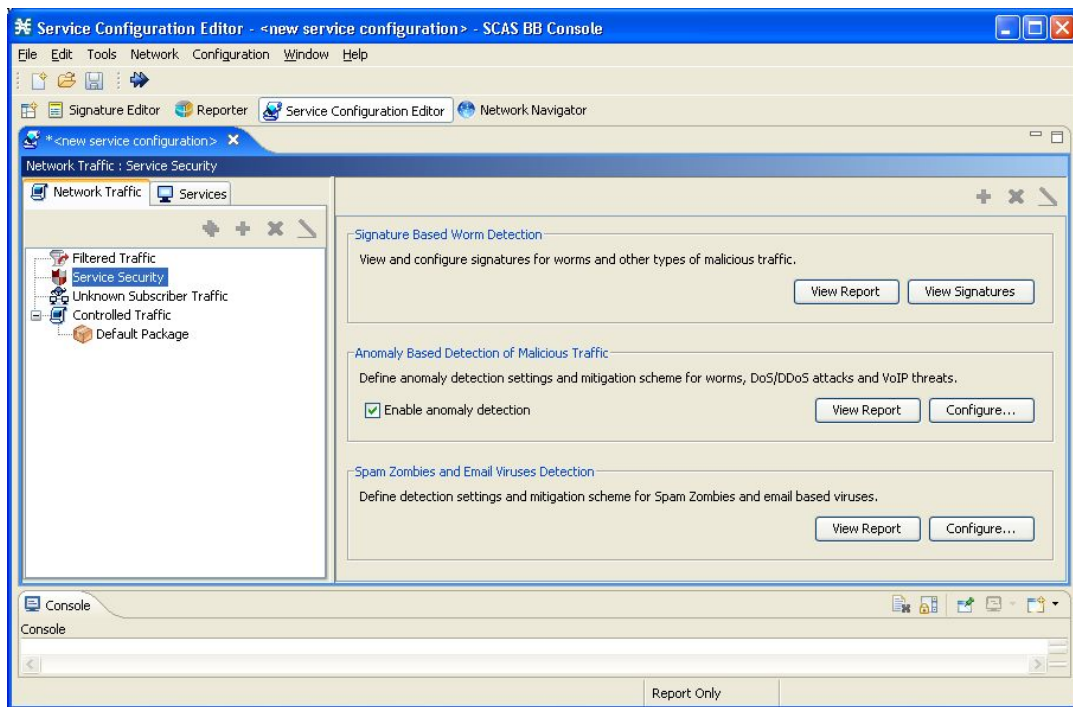 Service Configuration Editor - <new service configuration> - SCAS BB Console
File Edit Tools Network Configuration Window Help
Signature Editor Reporter Service Configuration Editor Network Navigator
*<new service configuration>
Network Traffic : Service Security
Network Traffic Services
Filtered Traffic
Service Security
Unknown Subscriber Traffic
Controlled Traffic
Default Package
Signature Based Worm Detection
View and configure signatures for worms and other types of malicious traffic.
View Report View Signatures
Anomaly Based Detection of Malicious Traffic
Define anomaly detection settings and mitigation scheme for worms, DoS/DDoS attacks and VoIP threats.
Enable anomaly detection View Report Configure...
Spam Zombies and Email Viruses Detection
Define detection settings and mitigation scheme for Spam Zombies and email based viruses.
View Report Configure...
Console
Console
Report Only